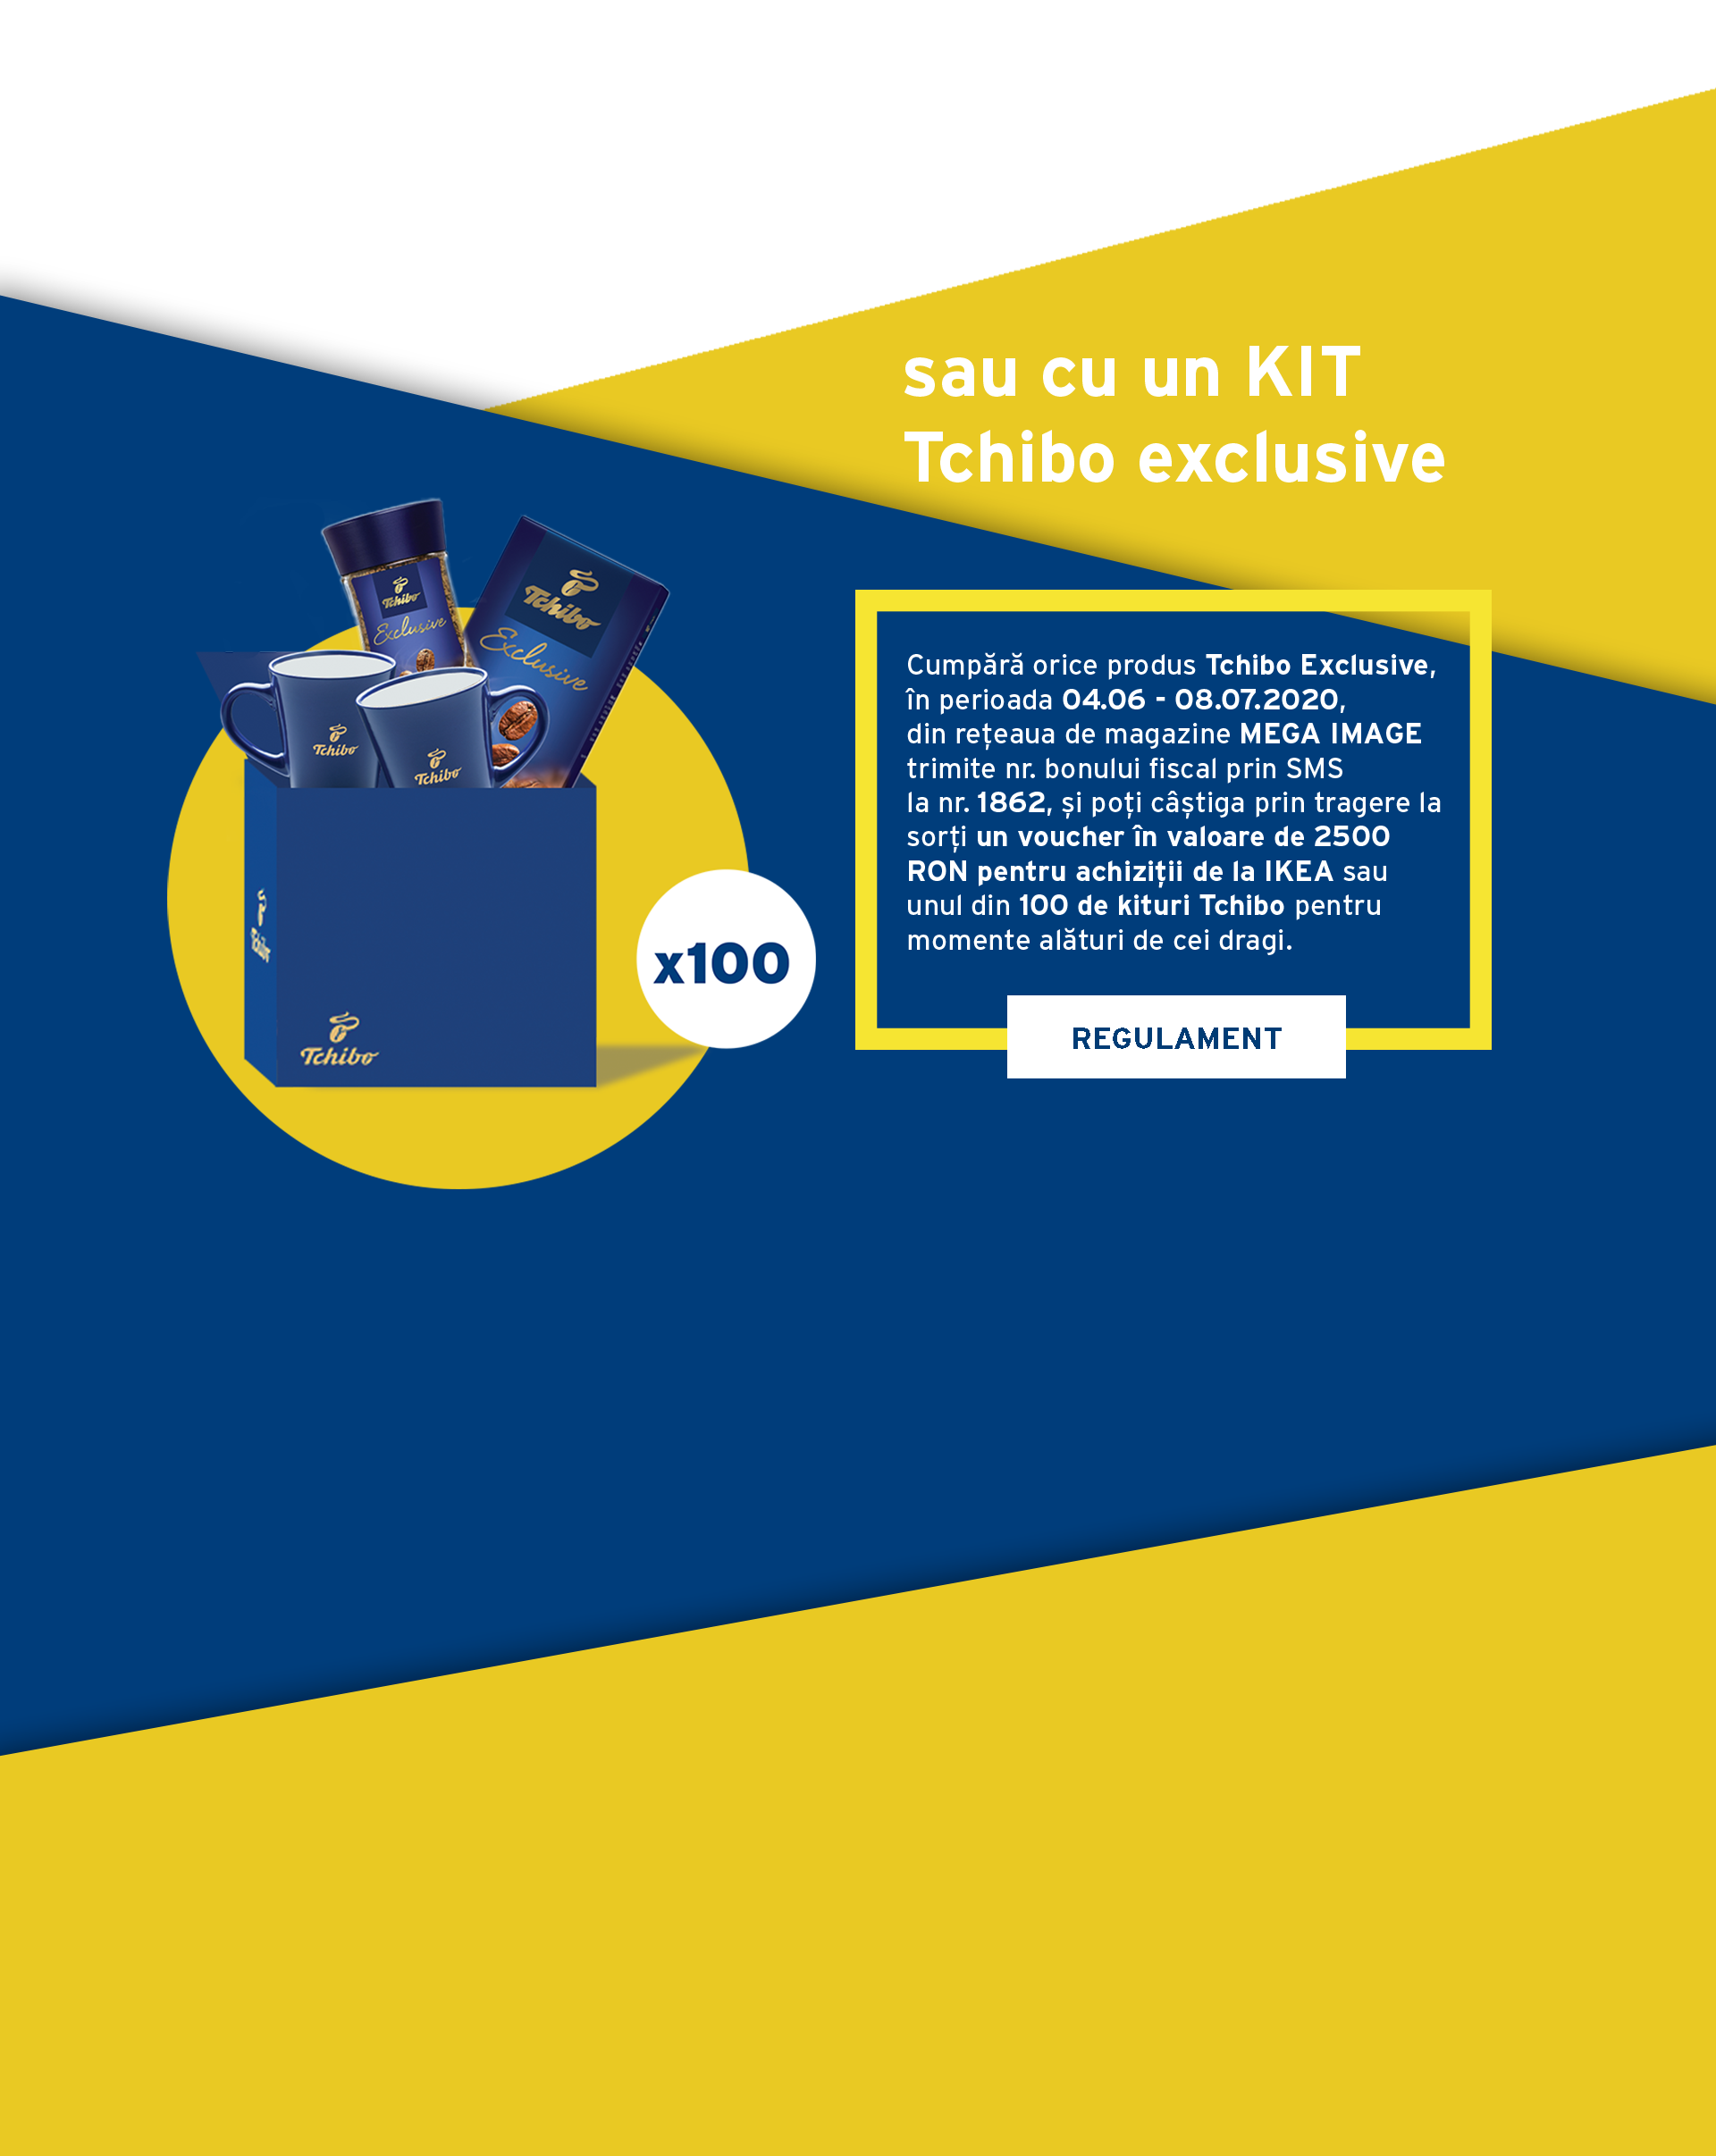 sau cu un KIT
Tchibo exclusive
Tchibo
Exclusive
Tchibo
Exclusive
Tchibo
Tchibo
Cumpără orice produs Tchibo Exclusive,
în perioada 04.06 - 08.07.2020,
din rețeaua de magazine MEGA IMAGE
trimite nr. bonului fiscal prin SMS
la nr. 1862, și poți câștiga prin tragere la
sorți un voucher în valoare de 2500
RON pentru achiziții de la IKEA sau
unul din 100 de kituri Tchibo pentru
momente alături de cei dragi.
Tchibo
x100
Tchibo
REGULAMENT